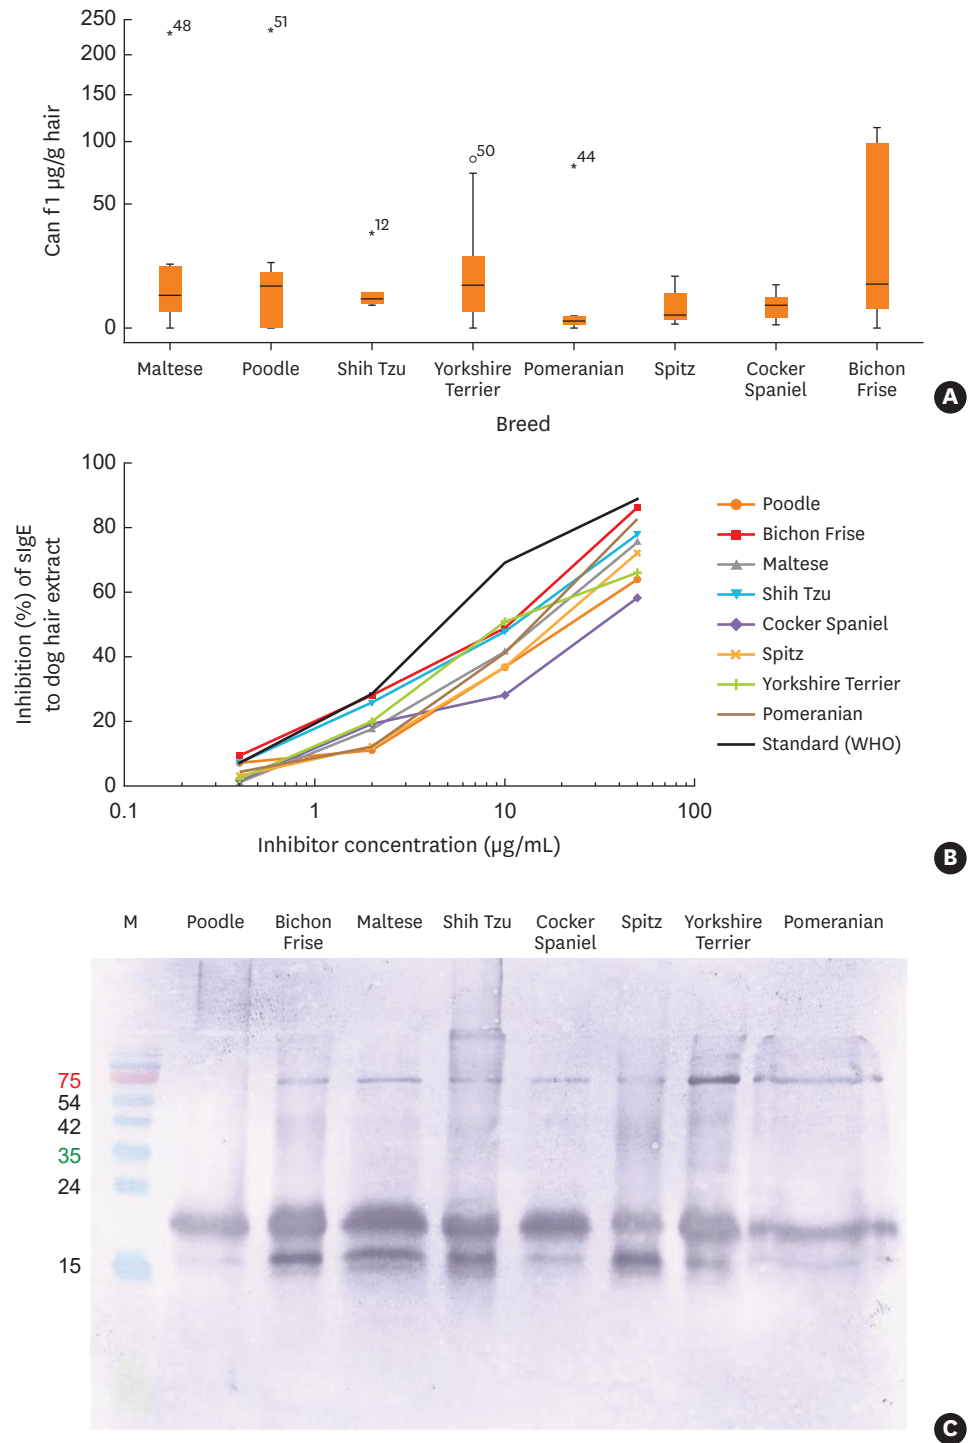 250
200
150
100
50
0
Can f 1 µg/g hair
*48
*51
*12
50
*44
Maltese
Poodle
Shih Tzu
Yorkshire
Terrier
Pomeranian
Spitz
Cocker
Spaniel
Bichon
Frise
Breed
A
100
80
60
40
20
0
Inhibition (%) of sIgE
to dog hair extract
0.1
1
10
100
Inhibitor concentration (µg/mL)
Poodle
Bichon Frise
Maltese
Shih Tzu
Cocker Spaniel
Spitz
Yorkshire Terrier
Pomeranian
Standard (WHO)
B
M
Poodle
Bichon
Frise
Maltese
Shih Tzu
Cocker
Spaniel
Spitz
Yorkshire
Terrier
Pomeranian
75
54
42
35
24
15
C